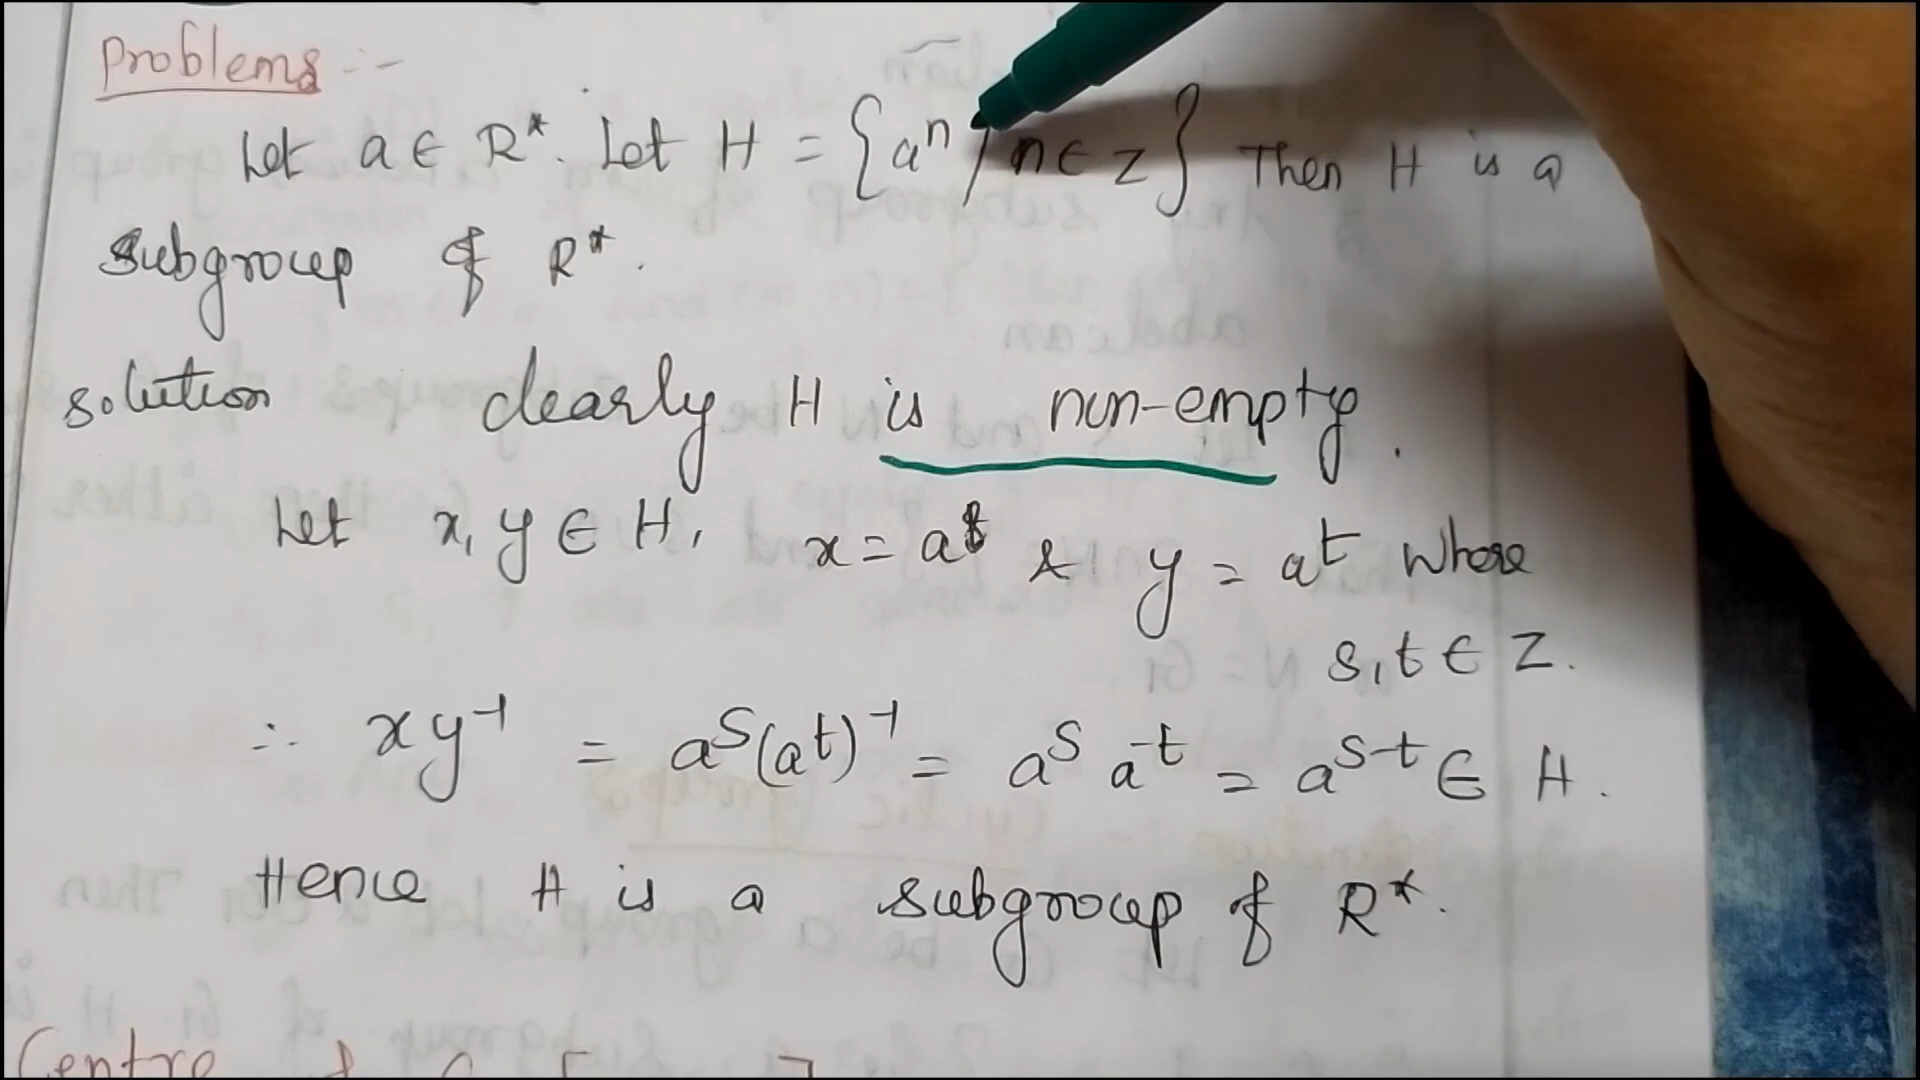 Problems :-
Let a ∈ R*. Let H = {aⁿ / n ∈ Z} Then H is a
subgroup of R*.
solution clearly H is non-empty.
Let x, y ∈ H, x = aˢ & y = aᵗ where
s, t ∈ Z.
∴ xy⁻¹ = aˢ(aᵗ)⁻¹ = aˢ a⁻ᵗ = aˢ⁻ᵗ ∈ H.
Hence H is a subgroup of R*.
Centre